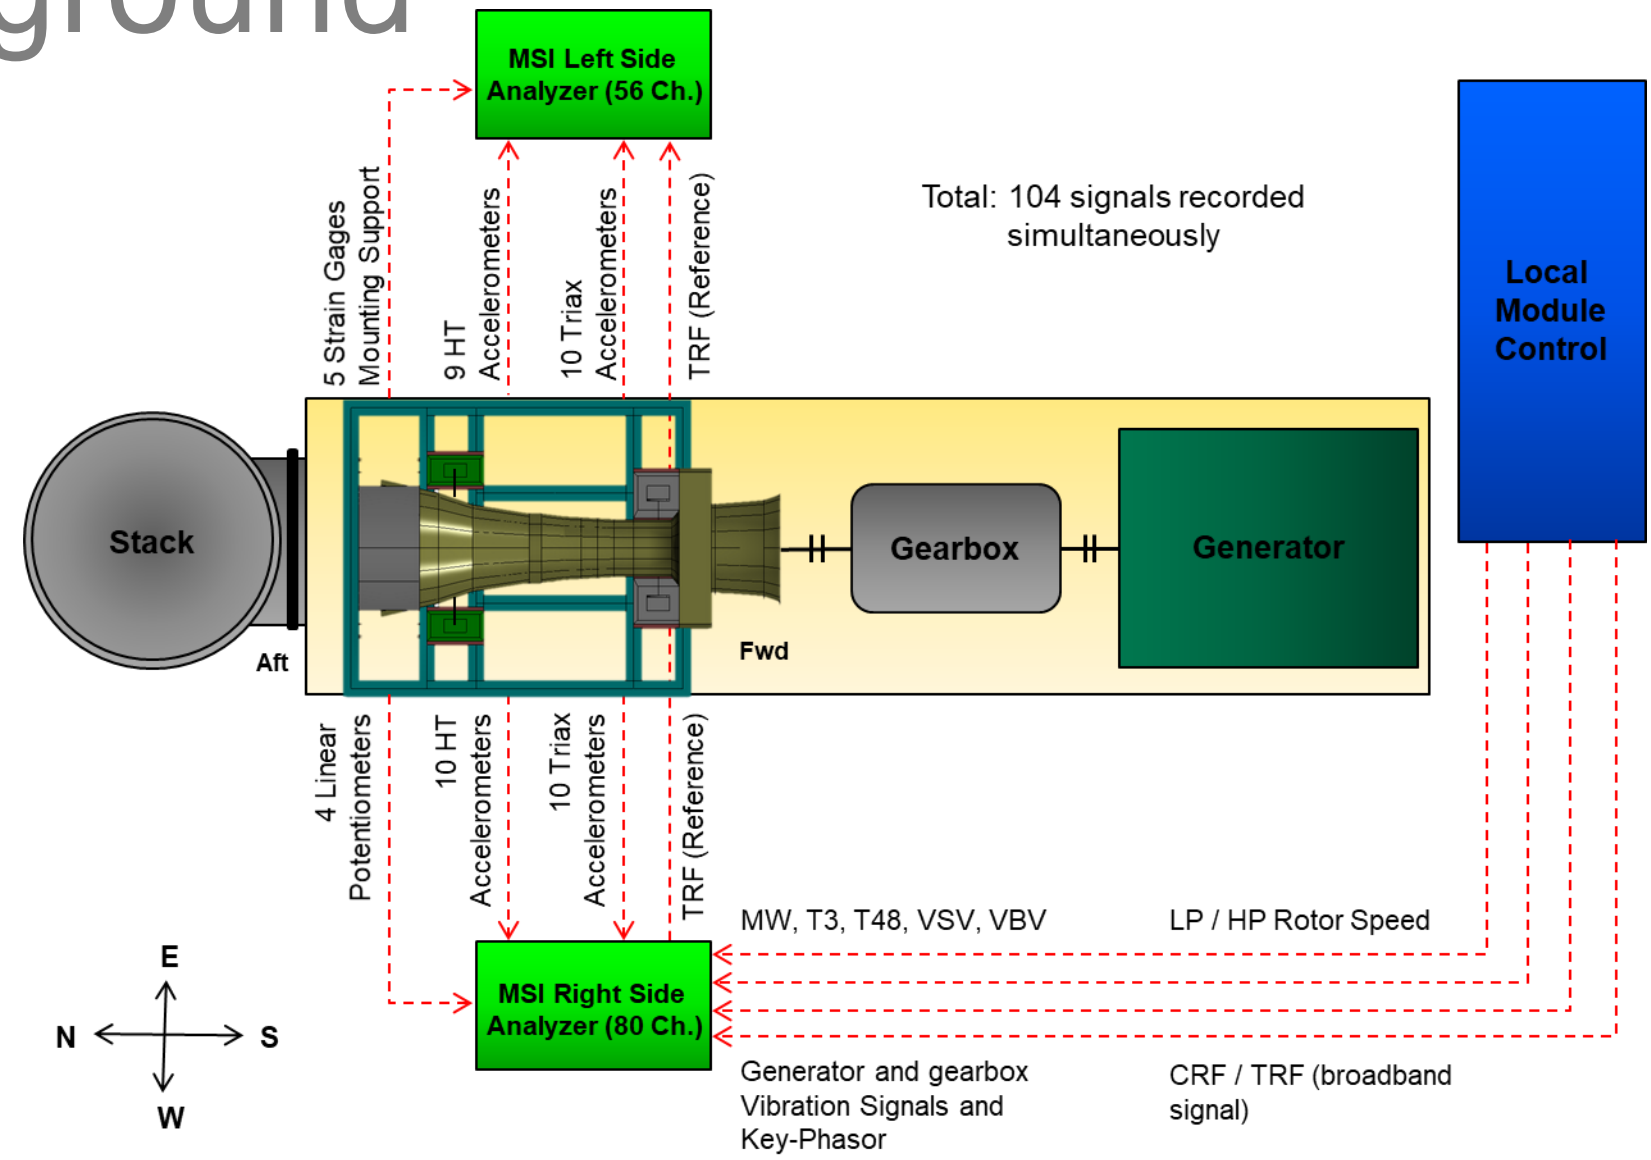 ground
MSI Left Side
Analyzer (56 Ch.)
5 Strain Gages
Mounting Support
9 HT
Accelerometers
10 Triax
Accelerometers
TRF (Reference)
Total: 104 signals recorded
simultaneously
Local
Module
Control
Stack
Gearbox
Generator
Aft
Fwd
4 Linear
Potentiometers
10 HT
Accelerometers
10 Triax
Accelerometers
TRF (Reference)
MW, T3, T48, VSV, VBV
LP / HP Rotor Speed
MSI Right Side
Analyzer (80 Ch.)
E
N
S
W
Generator and gearbox
Vibration Signals and
Key-Phasor
CRF / TRF (broadband
signal)